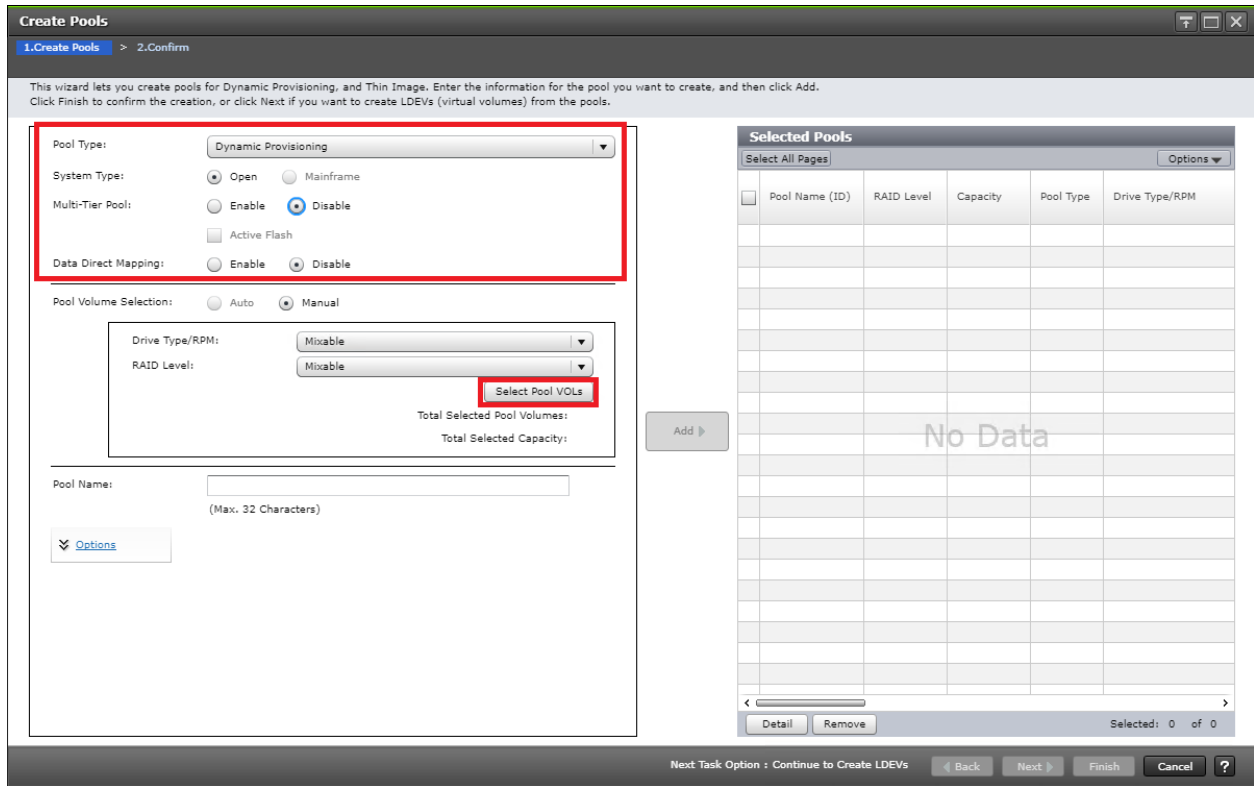 Create Pools
1.Create Pools > 2.Confirm
This wizard lets you create pools for Dynamic Provisioning, and Thin Image. Enter the information for the pool you want to create, and then click Add.
Click Finish to confirm the creation, or click Next if you want to create LDEVs (virtual volumes) from the pools.
Pool Type: Dynamic Provisioning
System Type: Open Mainframe
Multi-Tier Pool: Enable Disable
Active Flash
Data Direct Mapping: Enable Disable
Pool Volume Selection: Auto Manual
Drive Type/RPM: Mixable
RAID Level: Mixable
Select Pool VOLs
Total Selected Pool Volumes:
Total Selected Capacity:
Pool Name:
(Max. 32 Characters)
Options
Add
Selected Pools
Select All Pages Options
Pool Name (ID) RAID Level Capacity Pool Type Drive Type/RPM
No Data
Detail Remove Selected: 0 of 0
Next Task Option : Continue to Create LDEVs Back Next Finish Cancel ?